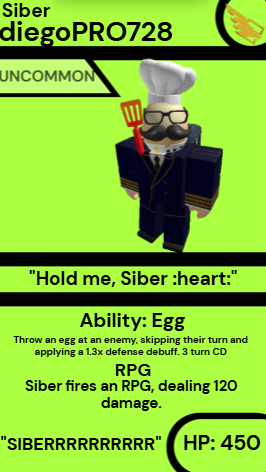 Siber
diegoPRO728
UNCOMMON
"Hold me, Siber :heart:"
Ability: Egg
Throw an egg at an enemy, skipping their turn and
applying a 1.3x defense debuff. 3 turn CD
RPG
Siber fires an RPG, dealing 120
damage.
"SIBERRRRRRRRRR"
HP: 450